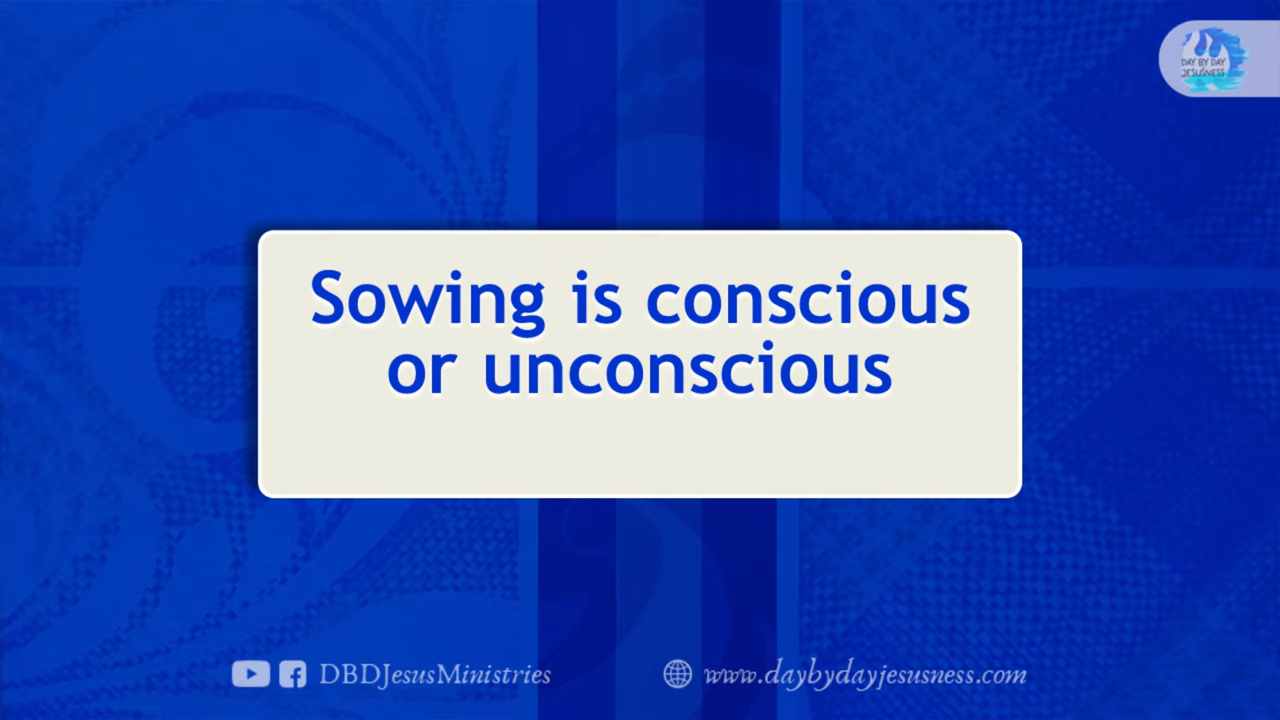 DAY BY DAY
JESUSNESS
Sowing is conscious
or unconscious
DBDJesusMinistries
www.daybydayjesusness.com